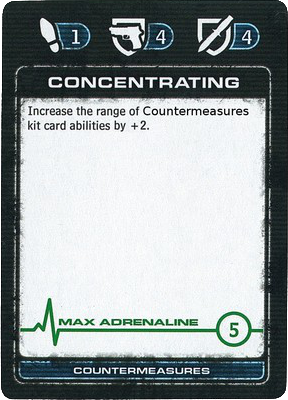 1 4 4
CONCENTRATING
Increase the range of Countermeasures
kit card abilities by +2.
MAX ADRENALINE 5
COUNTERMEASURES